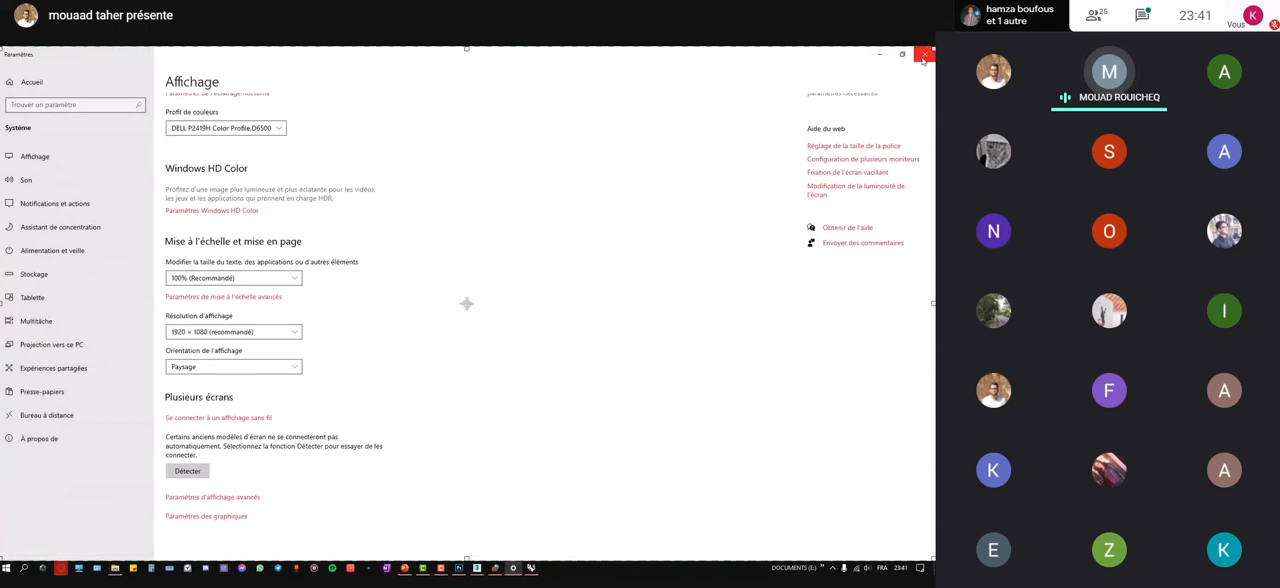 mouaad taher présente
hamza boufous
et 1 autre
25
23:41
Vous
K
Paramètres
Accueil
Trouver un paramètre
Système
Affichage
Son
Notifications et actions
Assistant de concentration
Alimentation et veille
Stockage
Tablette
Multitâche
Projection vers ce PC
Expériences partagées
Presse-papiers
Bureau à distance
À propos de
Affichage
Paramètres de l'éclairage nocturne
Profil de couleurs
DELL P2419H Color Profile,D6500
Windows HD Color
Profitez d'une image plus lumineuse et plus éclatante pour les vidéos,
les jeux et les applications qui prennent en charge HDR.
Paramètres Windows HD Color
Mise à l'échelle et mise en page
Modifier la taille du texte, des applications ou d'autres éléments
100% (Recommandé)
Paramètres de mise à l'échelle avancés
Résolution d'affichage
1920 × 1080 (recommandé)
Orientation de l'affichage
Paysage
Plusieurs écrans
Se connecter à un affichage sans fil
Certains anciens modèles d'écran ne se connecteront pas
automatiquement. Sélectionnez la fonction Détecter pour essayer de les
connecter.
Détecter
Paramètres d'affichage avancés
Paramètres des graphiques
paramètres nécessaires.
Aide du web
Réglage de la taille de la police
Configuration de plusieurs moniteurs
Fixation de l'écran vacillant
Modification de la luminosité de
l'écran
Obtenir de l'aide
Envoyer des commentaires
DOCUMENTS (E:)
FRA
23:41
M
A
MOUAD ROUICHEQ
S
A
N
O
I
F
A
K
A
E
Z
K